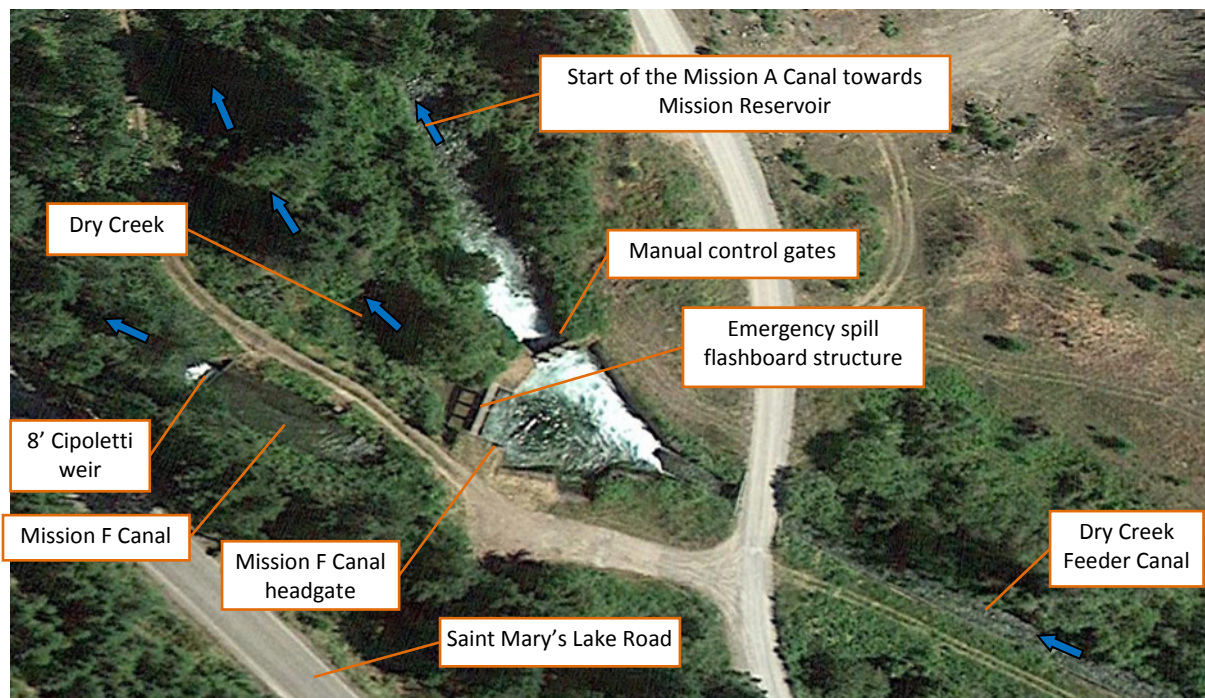 Start of the Mission A Canal towards
Mission Reservoir
Dry Creek
Manual control gates
Emergency spill
flashboard structure
8’ Cipoletti
weir
Mission F Canal
Mission F Canal
headgate
Dry Creek
Feeder Canal
Saint Mary’s Lake Road